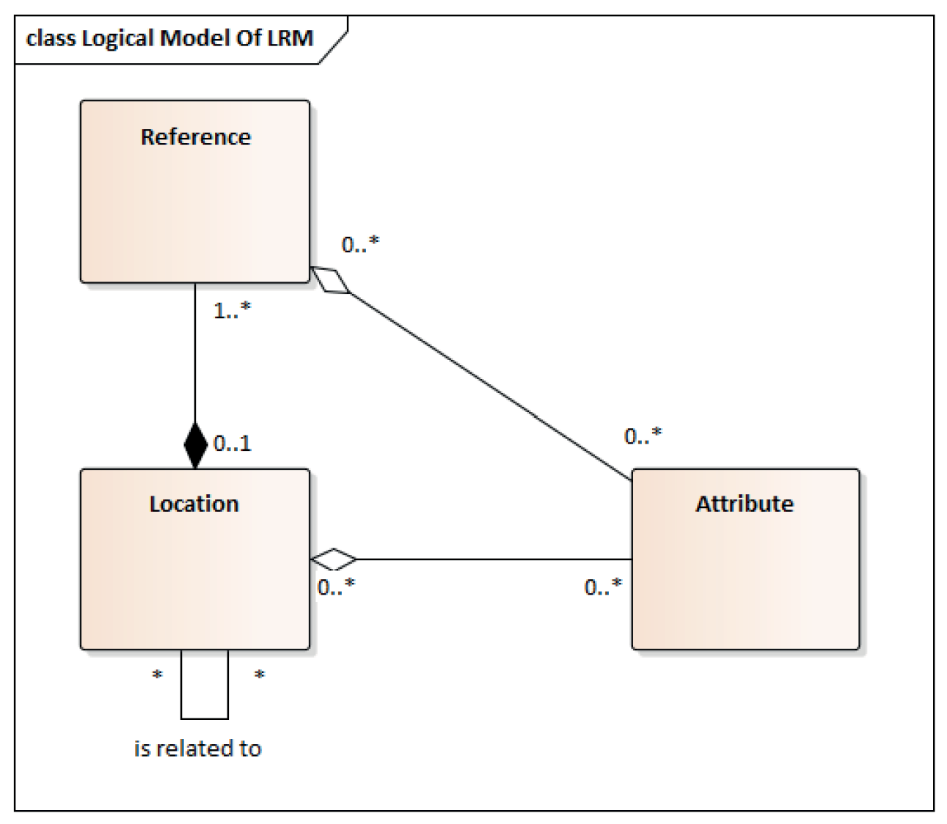 class Logical Model Of LRM
Reference
0..*
1..*
0..1
0..*
Location
Attribute
0..*
0..*
*
*
is related to